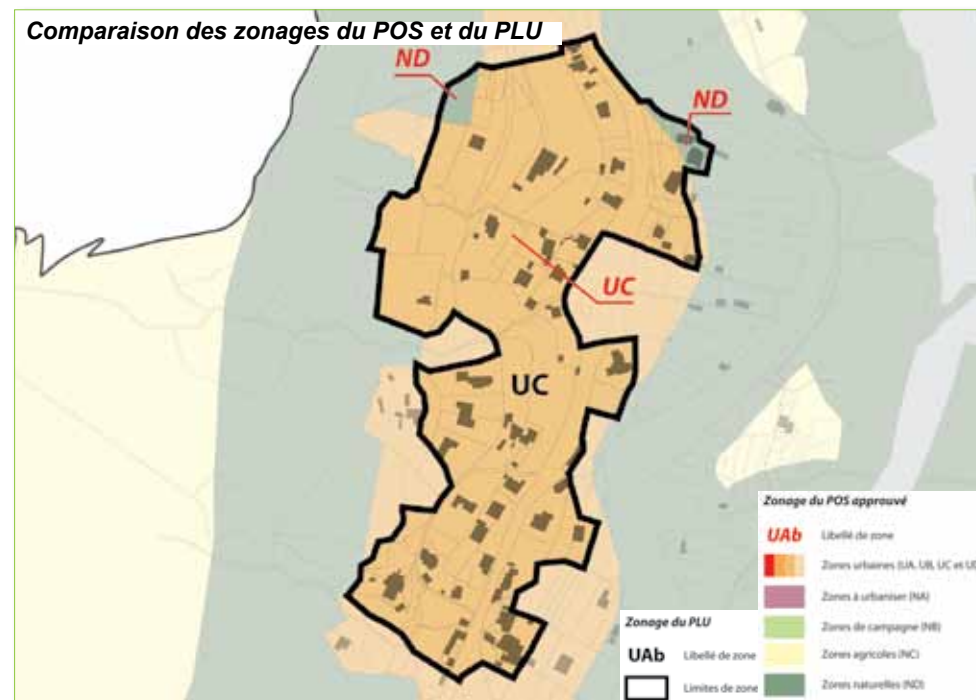 Comparaison des zonages du POS et du PLU
ND
ND
UC
UC
Zonage du PLU
UAb Libellé de zone
Limites de zone
Zonage du POS approuvé
UAb Libellé de zone
Zones urbaines (UA, UB, UC et UD
Zones à urbaniser (NA)
Zones de campagne (NB)
Zones agricoles (NC)
Zones naturelles (ND)